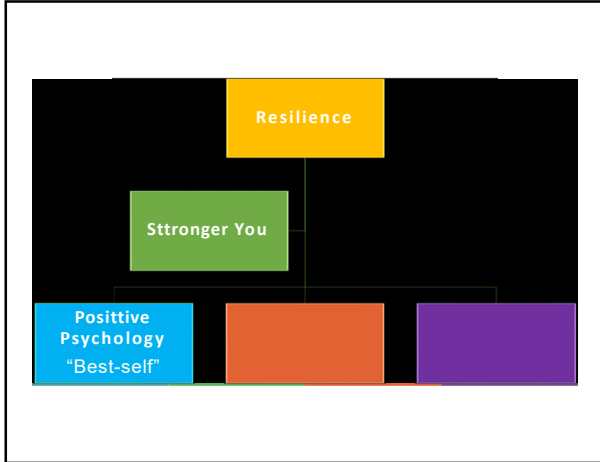 Resilience
Sttronger You
Posittive
Psychology
“Best-self”